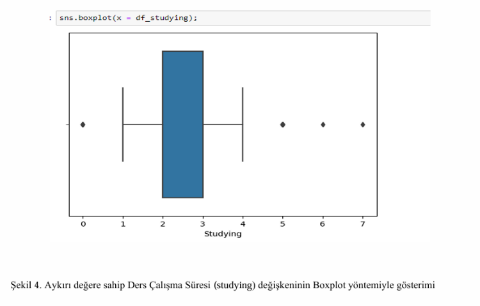 : sns.boxplot(x = df_studying);
0 1 2 3 4 5 6 7
Studying
Şekil 4. Aykırı değere sahip Ders Çalışma Süresi (studying) değişkeninin Boxplot yöntemiyle gösterimi